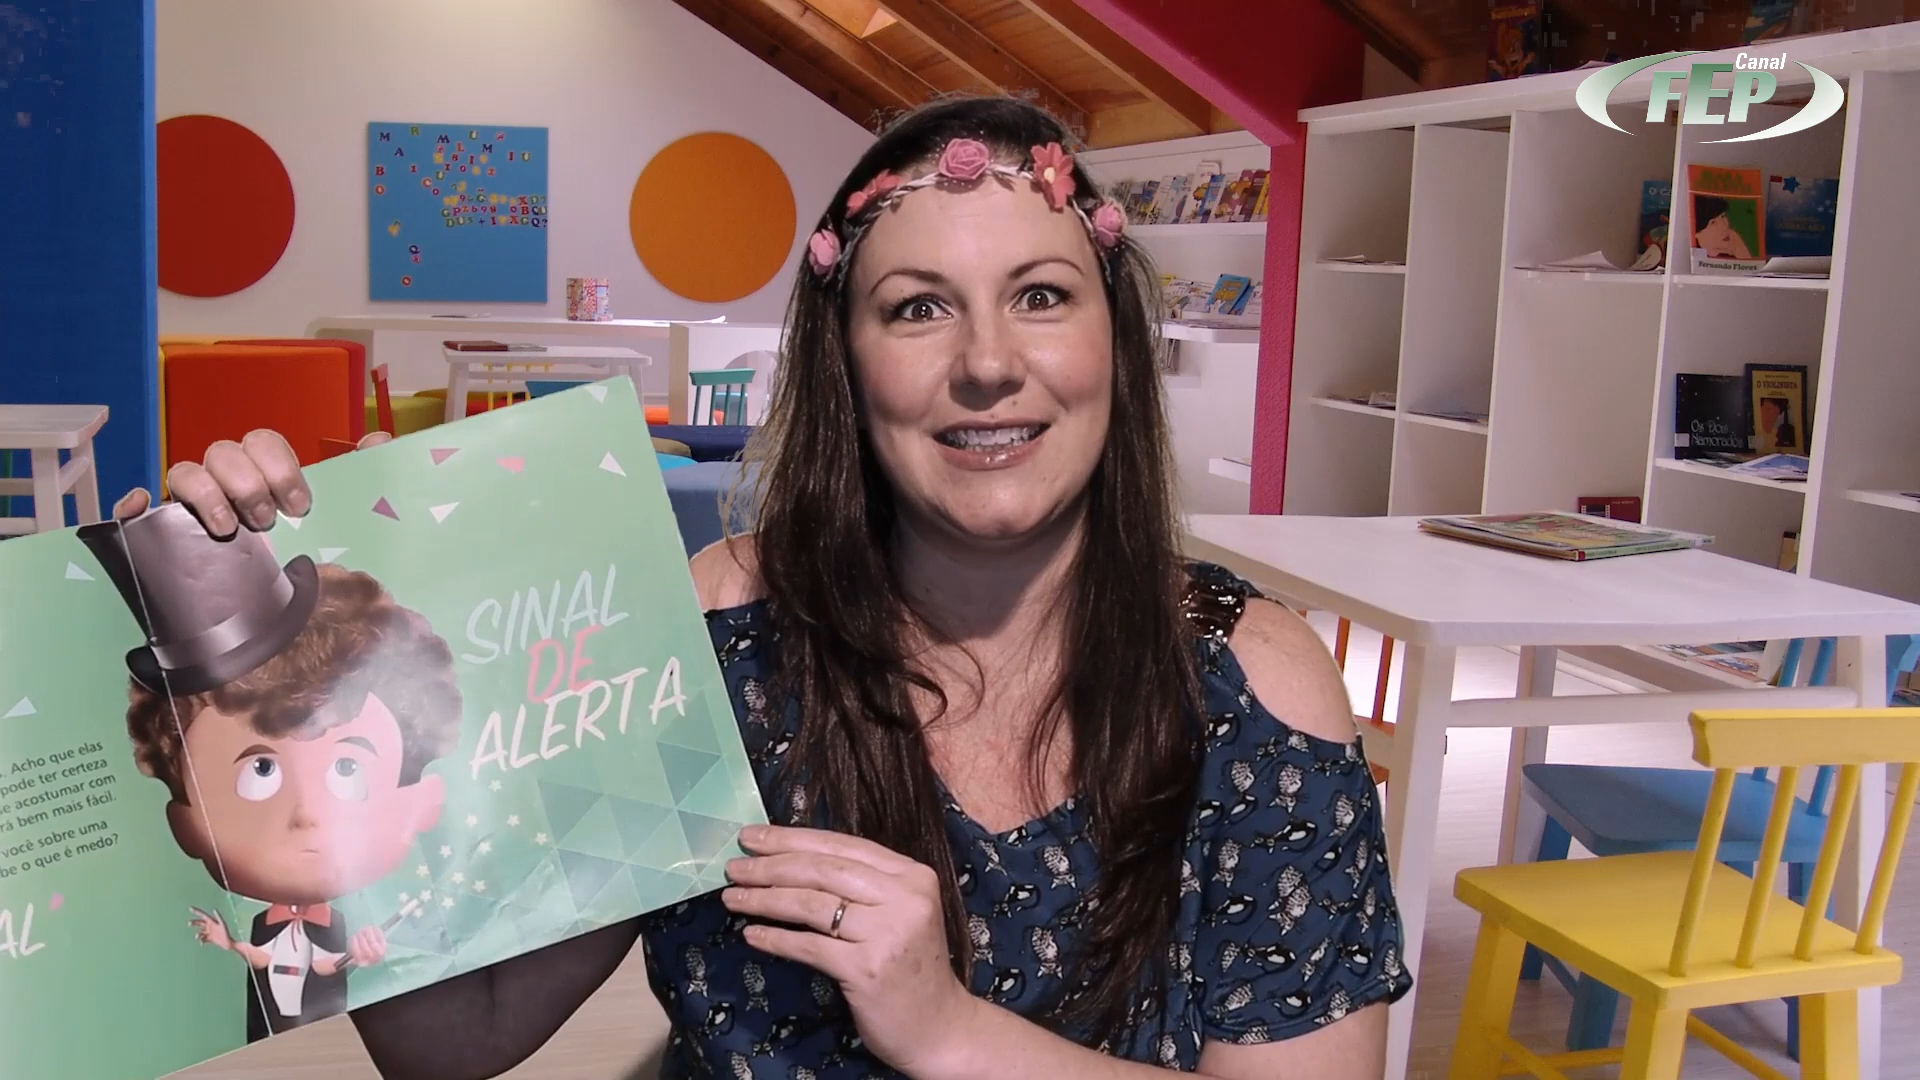 Canal
FEP
SINAL
DE
ALERTA
. Acho que elas
pode ter certeza
se acostumar com
rá bem mais fácil.
você sobre uma
be o que é medo?
AL
Fernando Flores
O VIOLINISTA
Os Dois
Namorados